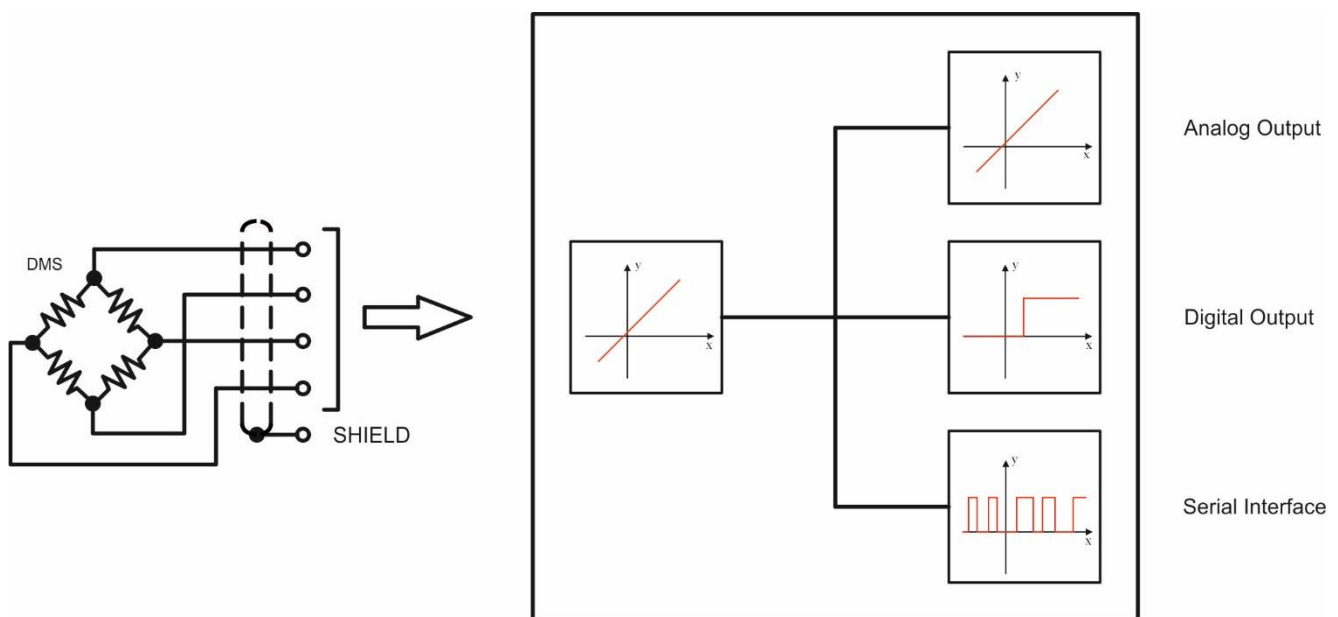 DMS
SHIELD
y
x
y
x
Analog Output
y
x
Digital Output
y
x
Serial Interface